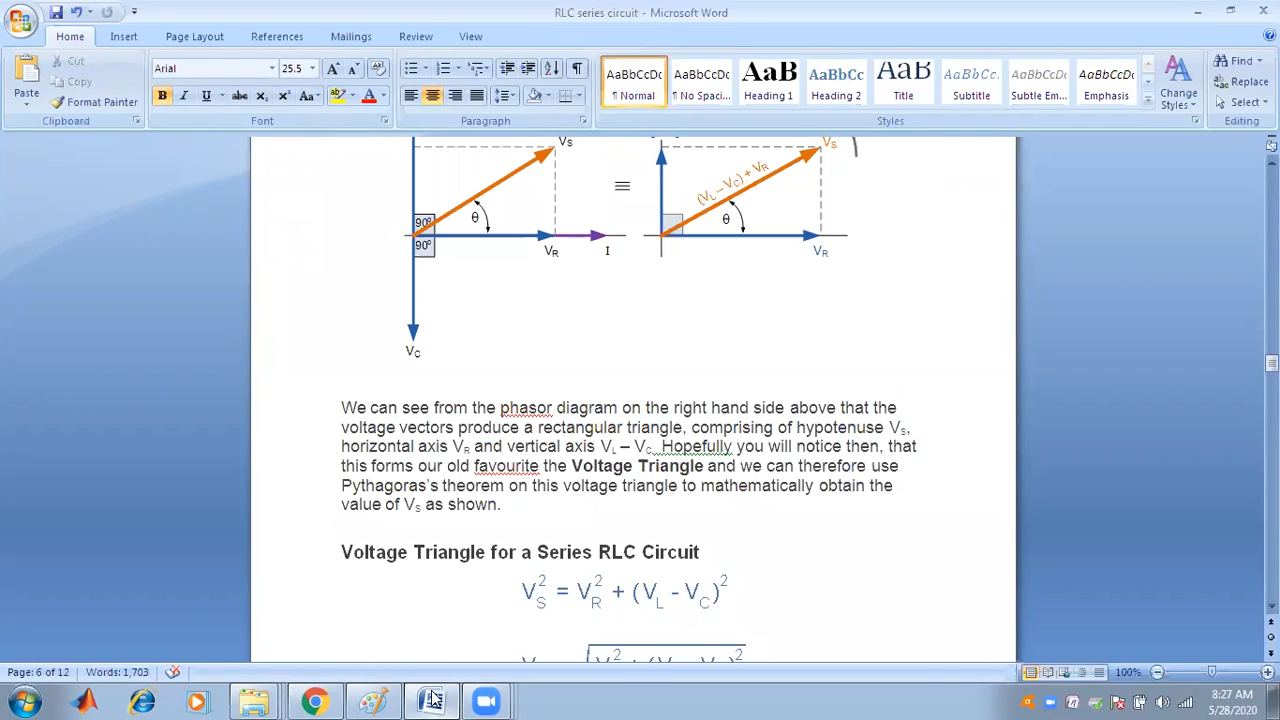 RLC series circuit - Microsoft Word
Home Insert Page Layout References Mailings Review View
Paste
Cut
Copy
Format Painter
Clipboard
Arial 25.5
Font
Paragraph
AaBbCcDc AaBbCcDc AaB AaBbCc AaB AaBbCcL AaBbCcDc AaBbCcDc
¶ Normal ¶ No Spaci... Heading 1 Heading 2 Title Subtitle Subtle Em... Emphasis
Change Styles
Styles
Find
Replace
Select
Editing
VS VS
(VL – VC) + VR
≡
90º θ θ
90º
VR I VR
VC
We can see from the phasor diagram on the right hand side above that the
voltage vectors produce a rectangular triangle, comprising of hypotenuse VS,
horizontal axis VR and vertical axis VL – VC. Hopefully you will notice then, that
this forms our old favourite the Voltage Triangle and we can therefore use
Pythagoras's theorem on this voltage triangle to mathematically obtain the
value of VS as shown.
Voltage Triangle for a Series RLC Circuit
VS² = VR² + (VL - VC)²
Page: 6 of 12 Words: 1,703 100%
8:27 AM
5/28/2020